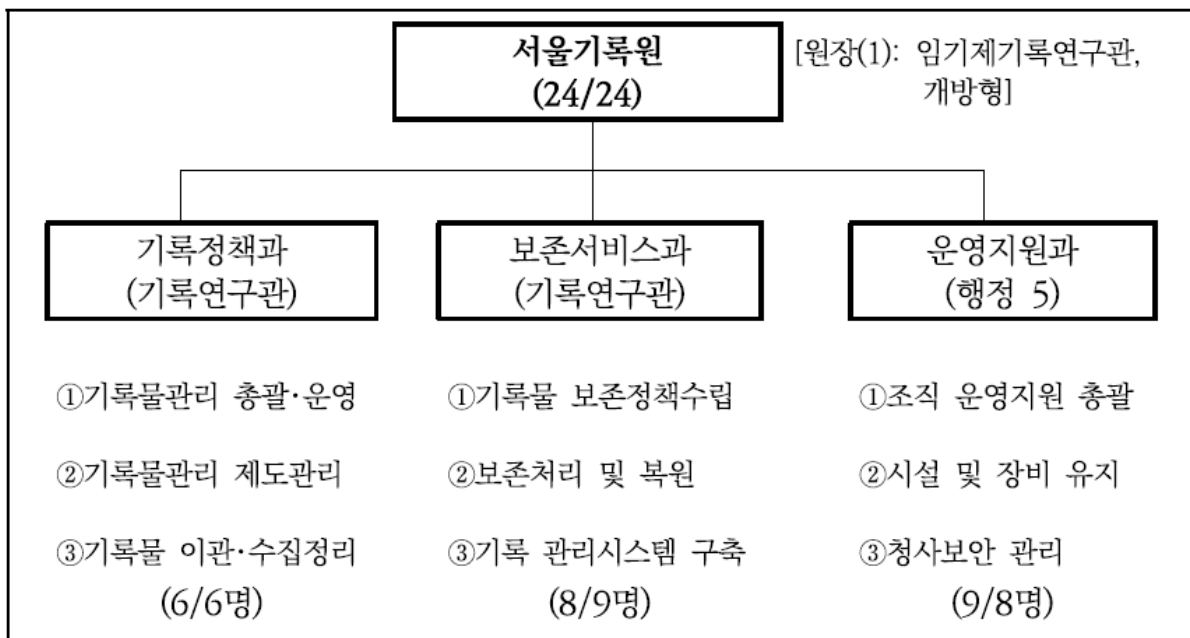 서울기록원
(24/24)
[원장(1): 임기제기록연구관,
개방형]
기록정책과
(기록연구관)
①기록물관리 총괄·운영
②기록물관리 제도관리
③기록물 이관·수집정리
(6/6명)
보존서비스과
(기록연구관)
①기록물 보존정책수립
②보존처리 및 복원
③기록 관리시스템 구축
(8/9명)
운영지원과
(행정 5)
①조직 운영지원 총괄
②시설 및 장비 유지
③청사보안 관리
(9/8명)